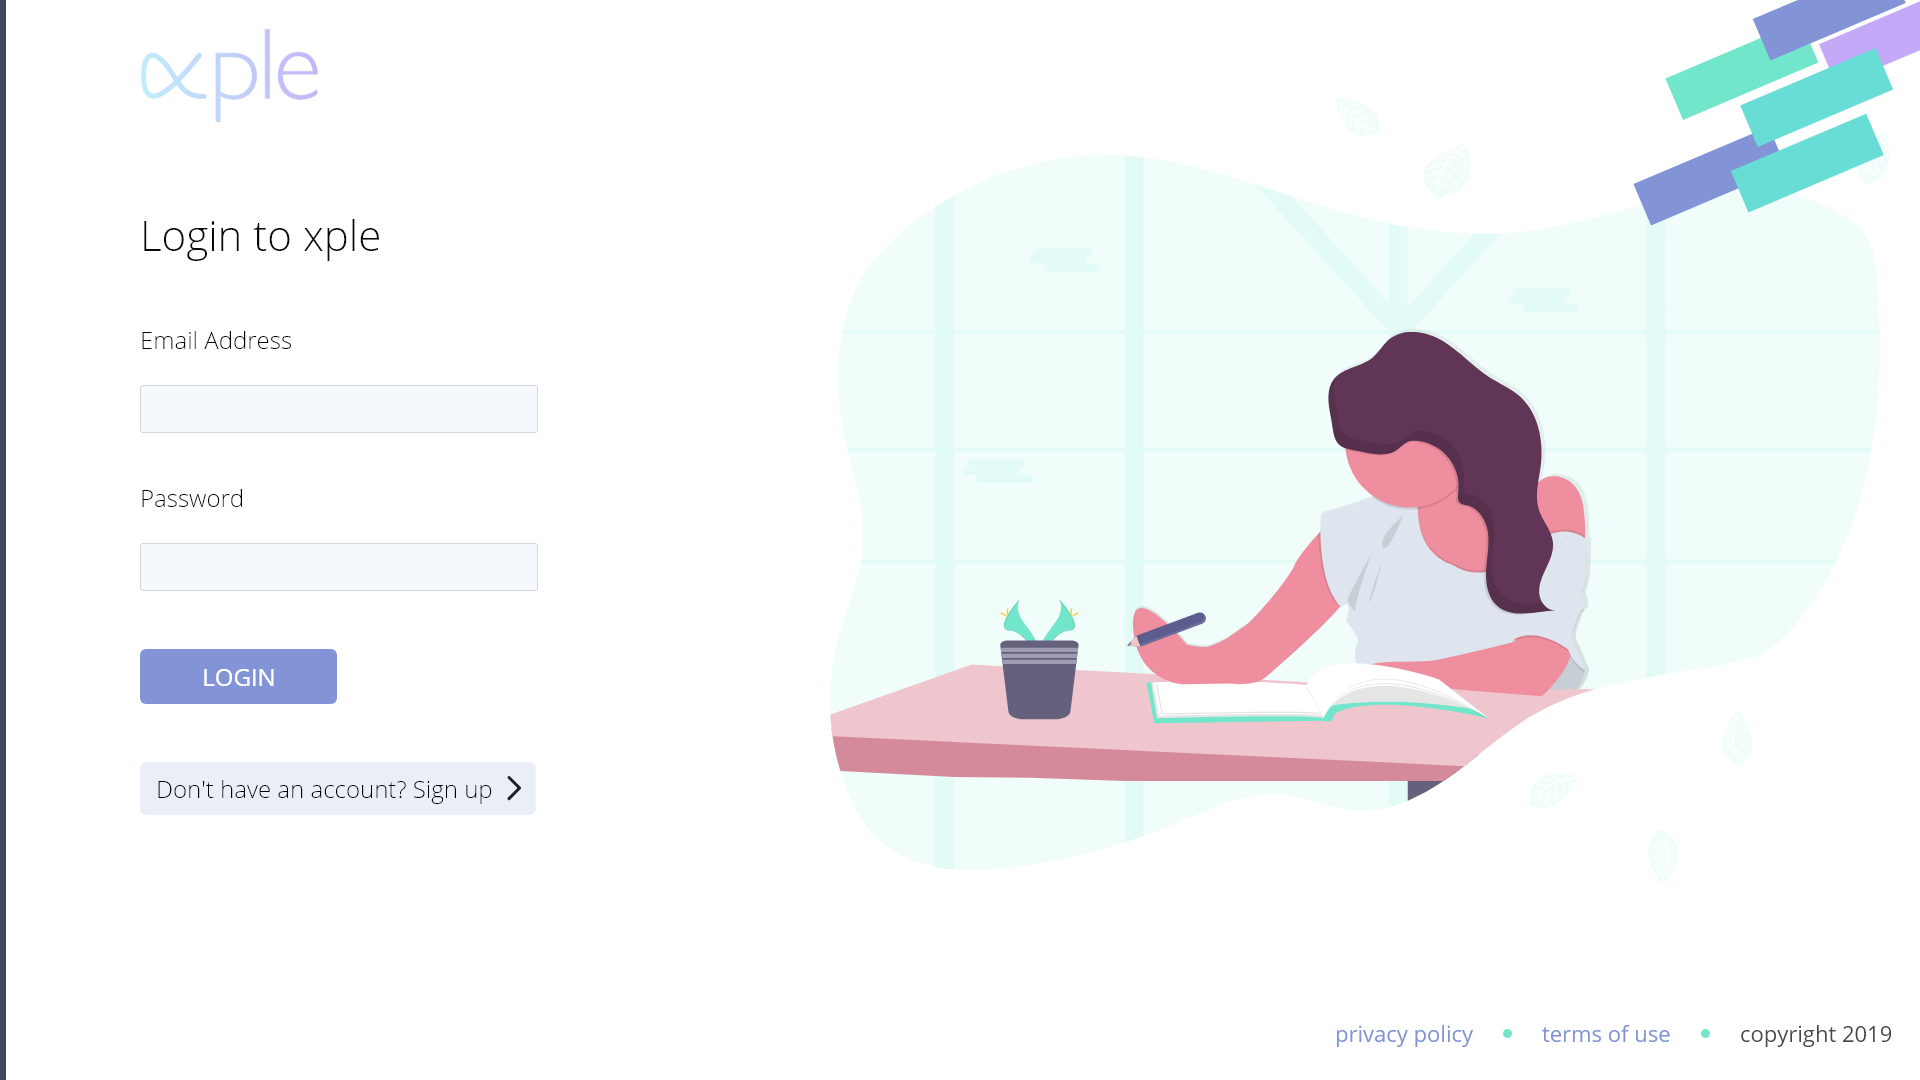 xple
Login to xple
Email Address
Password
LOGIN
Don't have an account? Sign up
privacy policy • terms of use • copyright 2019